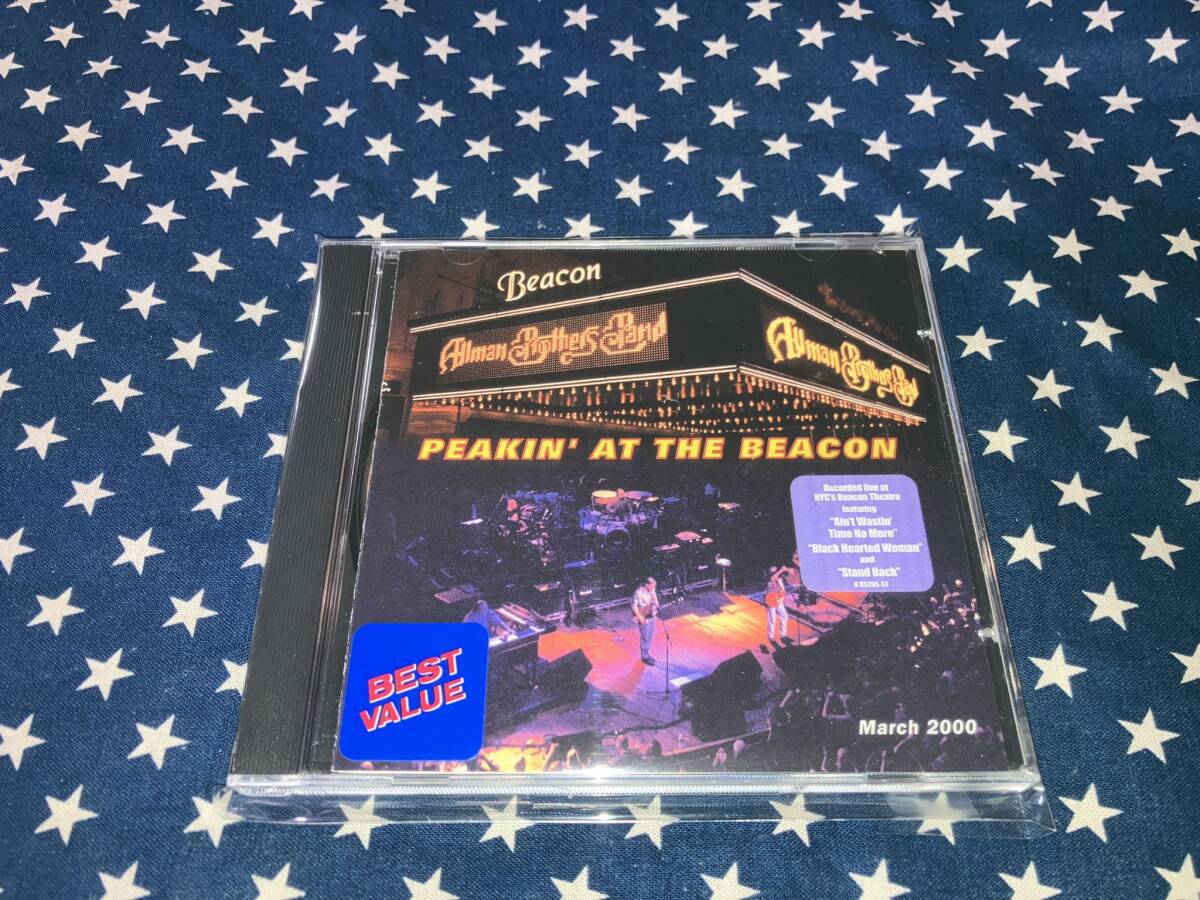 Beacon
Allman Brothers Band
Allman Brothers Band
PEAKIN' AT THE BEACON
Recorded live at
NYC's Beacon Theatre
featuring
"Ain't Wastin'
Time No More"
"Black Hearted Woman"
and
"Stand Back"
BEST
VALUE
March 2000